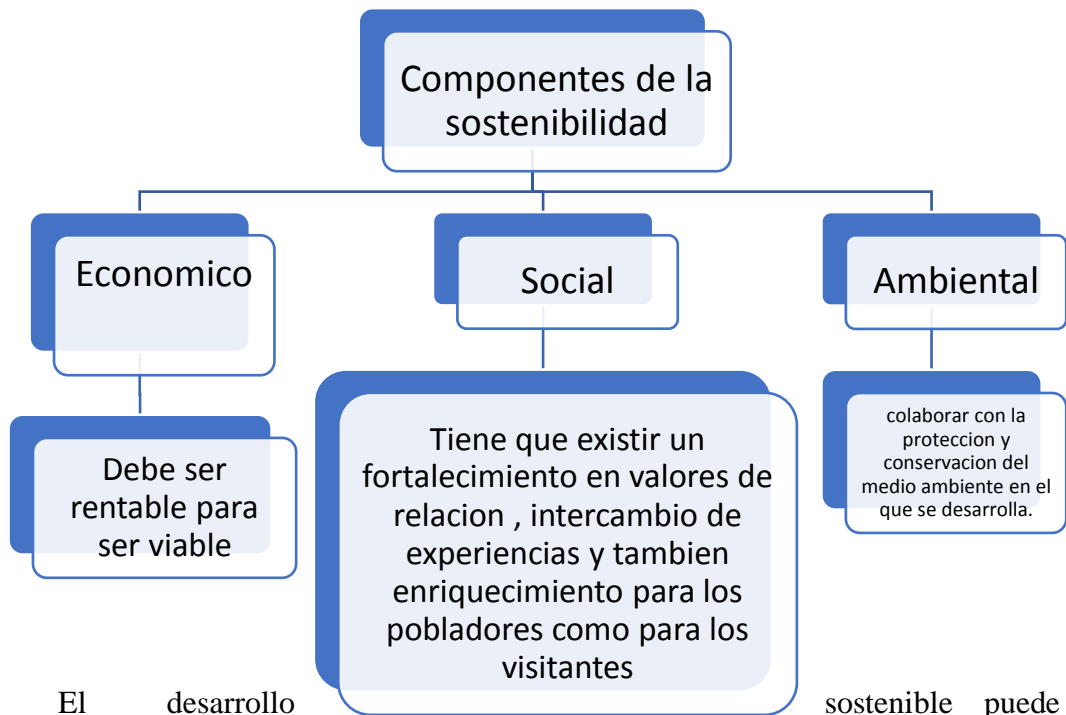 Componentes de la
sostenibilidad
Economico
Social
Ambiental
Debe ser
rentable para
ser viable
Tiene que existir un
fortalecimiento en valores de
relacion , intercambio de
experiencias y tambien
enriquecimiento para los
pobladores como para los
visitantes
colaborar con la
proteccion y
conservacion del
medio ambiente en el
que se desarrolla.
El desarrollo sostenible puede